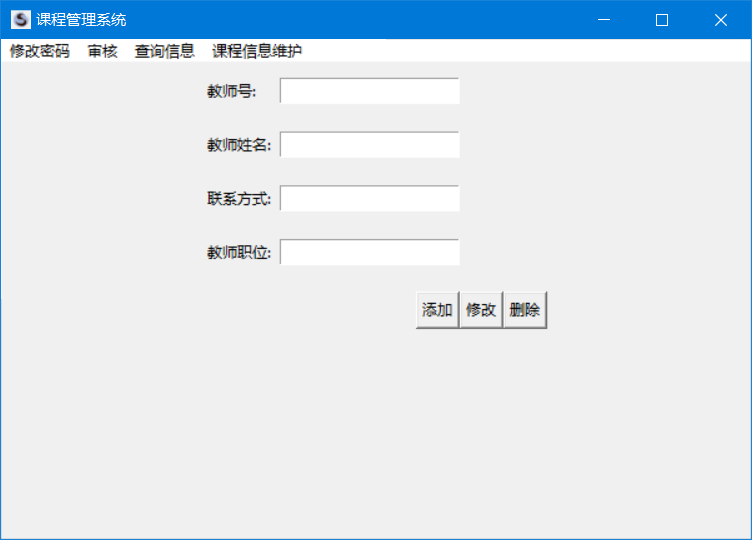 课程管理系统
修改密码 审核 查询信息 课程信息维护
教师号:
教师姓名:
联系方式:
教师职位:
添加 修改 删除